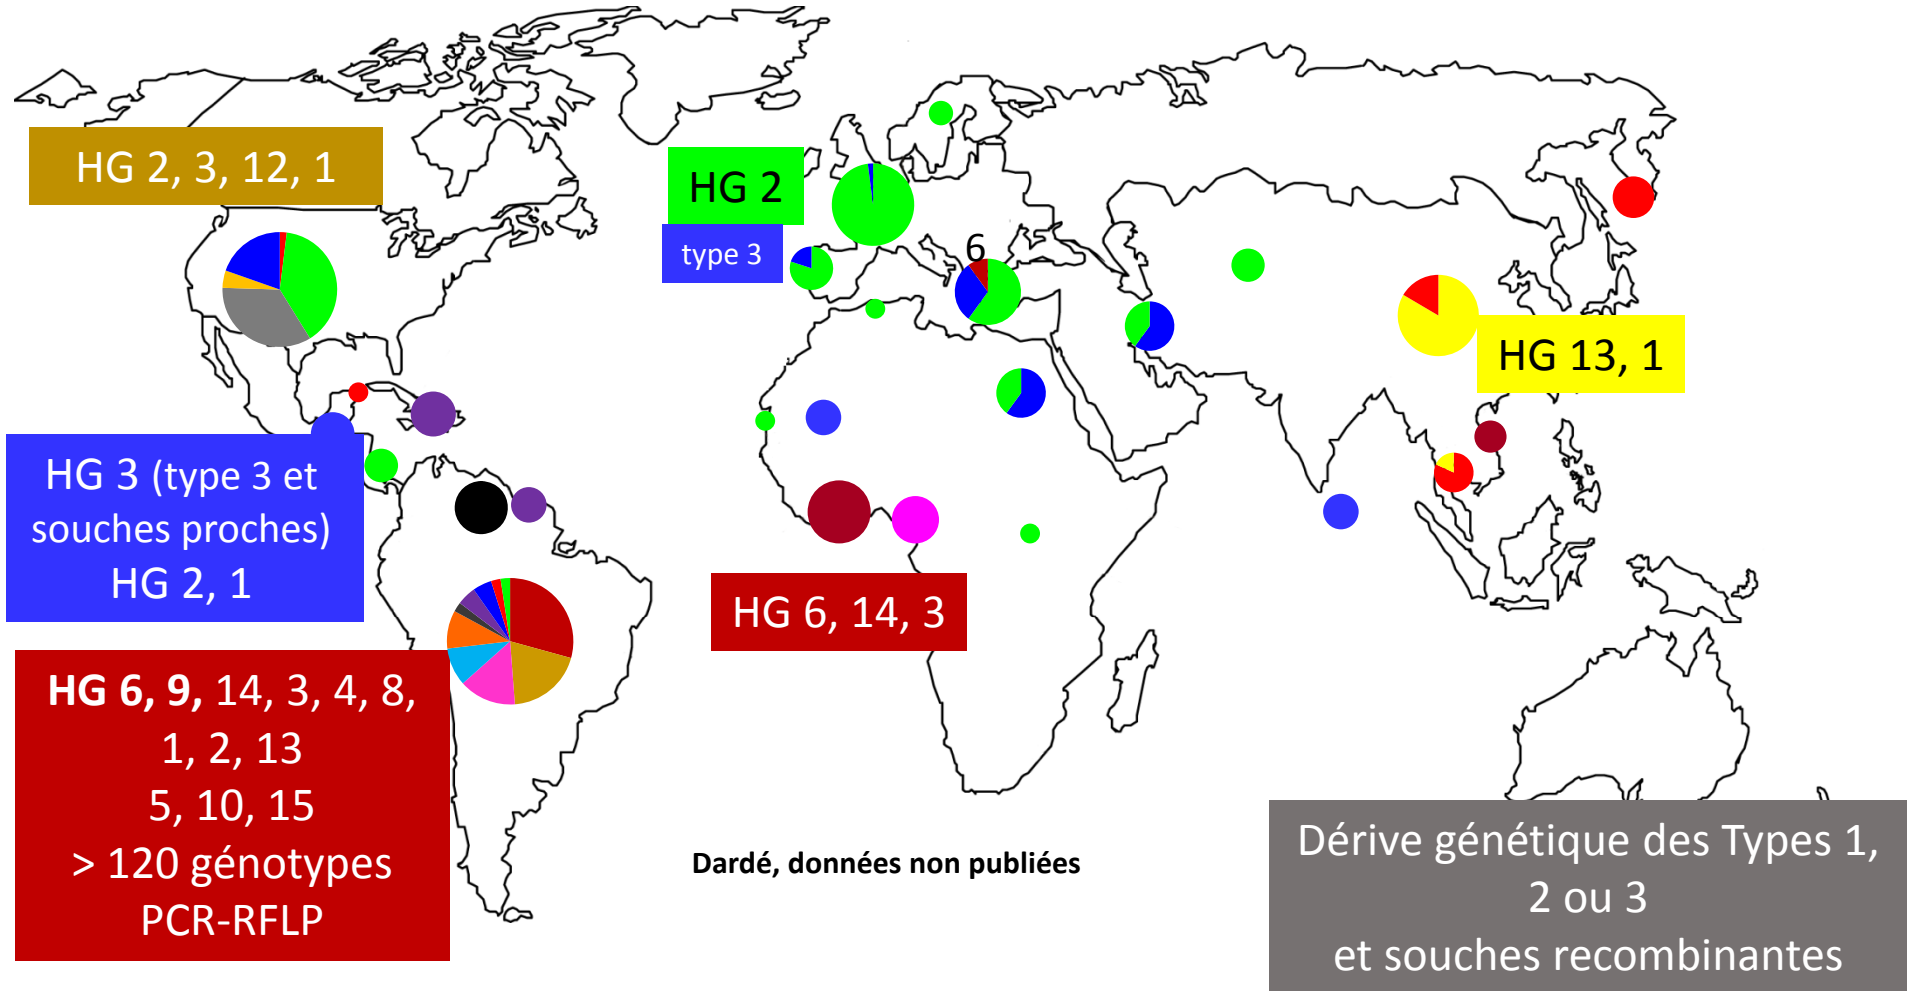 HG 2, 3, 12, 1
HG 2
type 3
6
HG 13, 1
HG 3 (type 3 et
souches proches)
HG 2, 1
HG 6, 14, 3
HG 6, 9, 14, 3, 4, 8,
1, 2, 13
5, 10, 15
> 120 génotypes
PCR-RFLP
Dardé, données non publiées
Dérive génétique des Types 1,
2 ou 3
et souches recombinantes